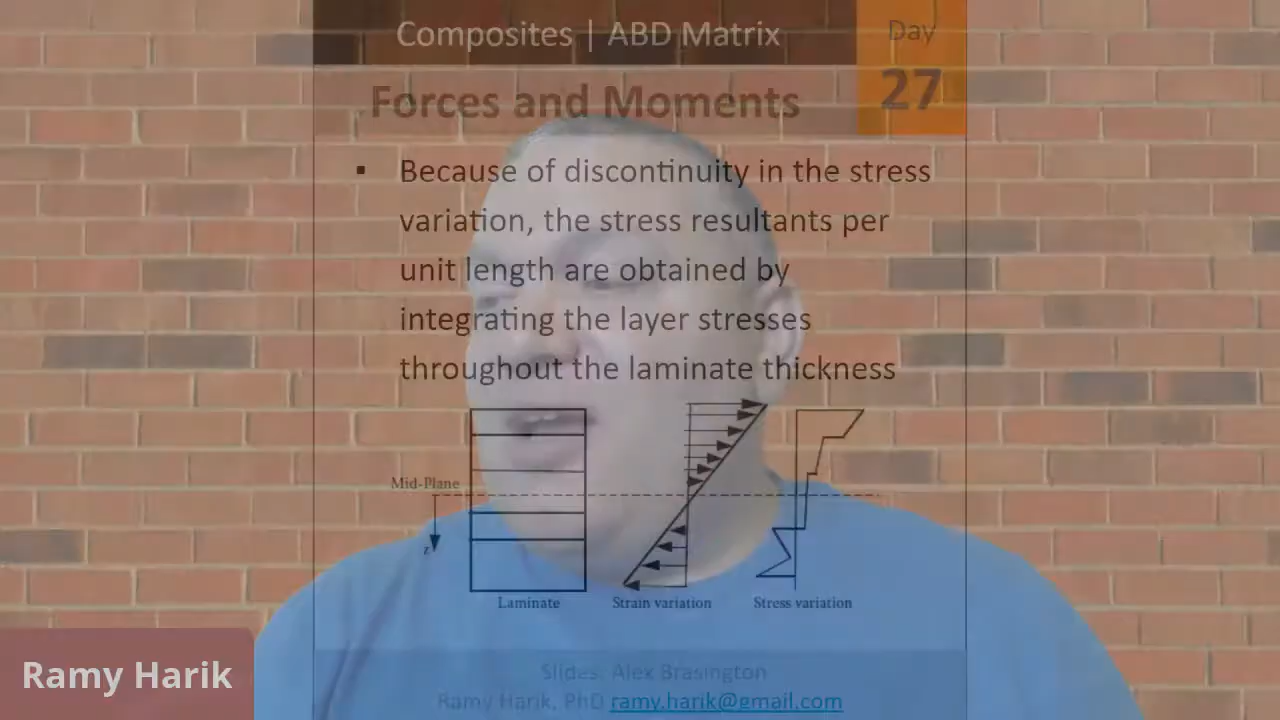 Composites | ABD Matrix
Day
27
Forces and Moments
▪ Because of discontinuity in the stress
variation, the stress resultants per
unit length are obtained by
integrating the layer stresses
throughout the laminate thickness
Mid-Plane
z
Laminate
Strain variation
Stress variation
Ramy Harik
Slides: Alex Brasington
Ramy Harik, PhD ramy.harik@gmail.com